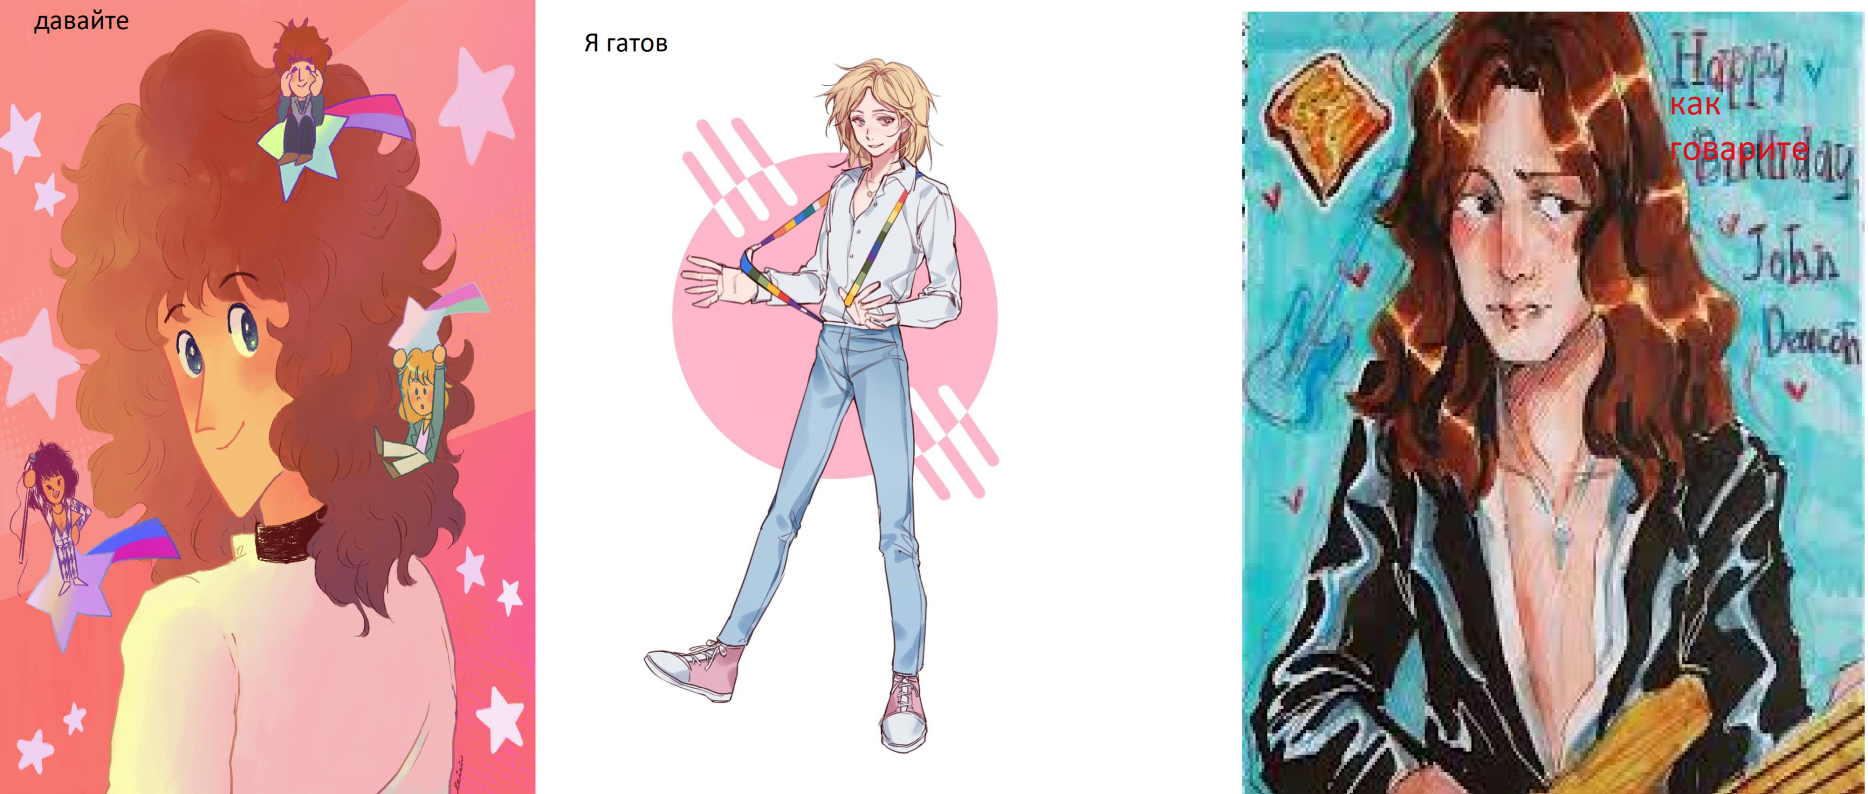 давайте
Я гатов
Happy
как
Birthday
говарите
John
Deacon